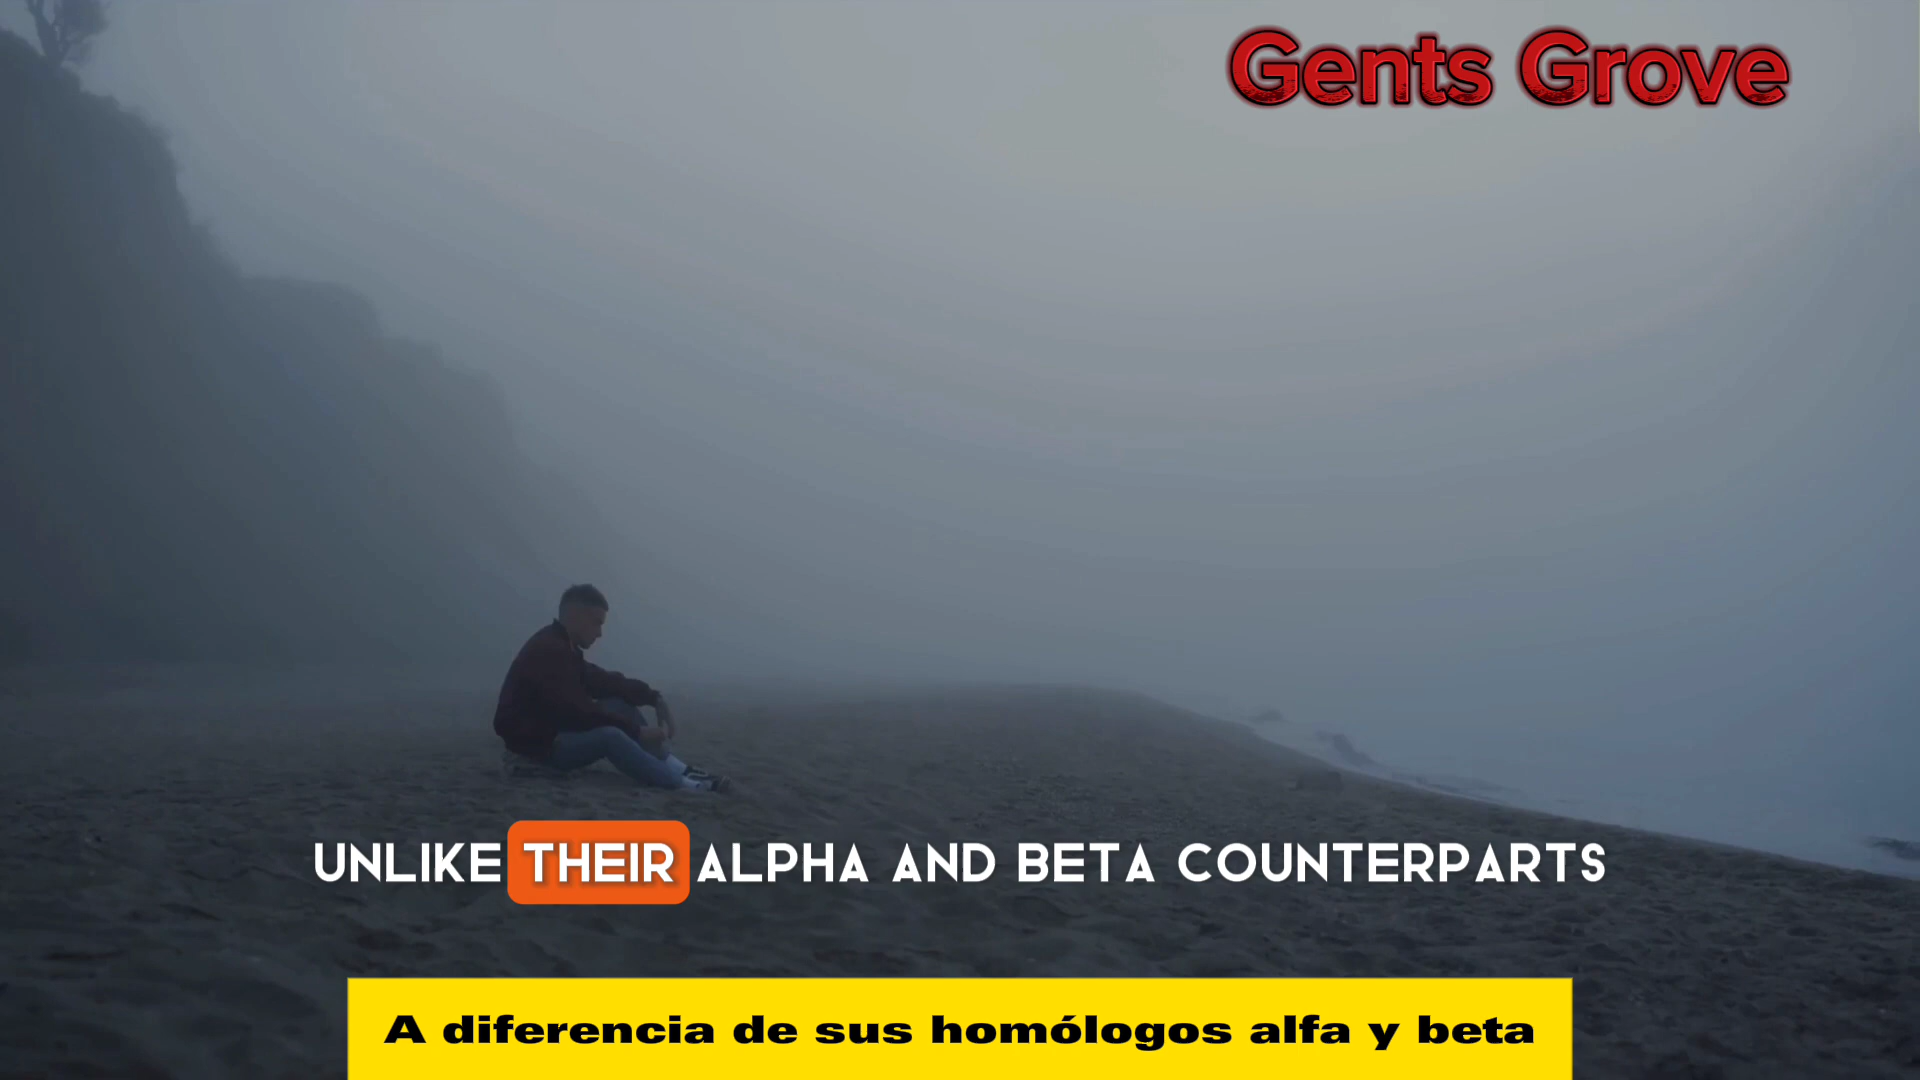 Gents Grove
UNLIKE THEIR ALPHA AND BETA COUNTERPARTS
A diferencia de sus homólogos alfa y beta